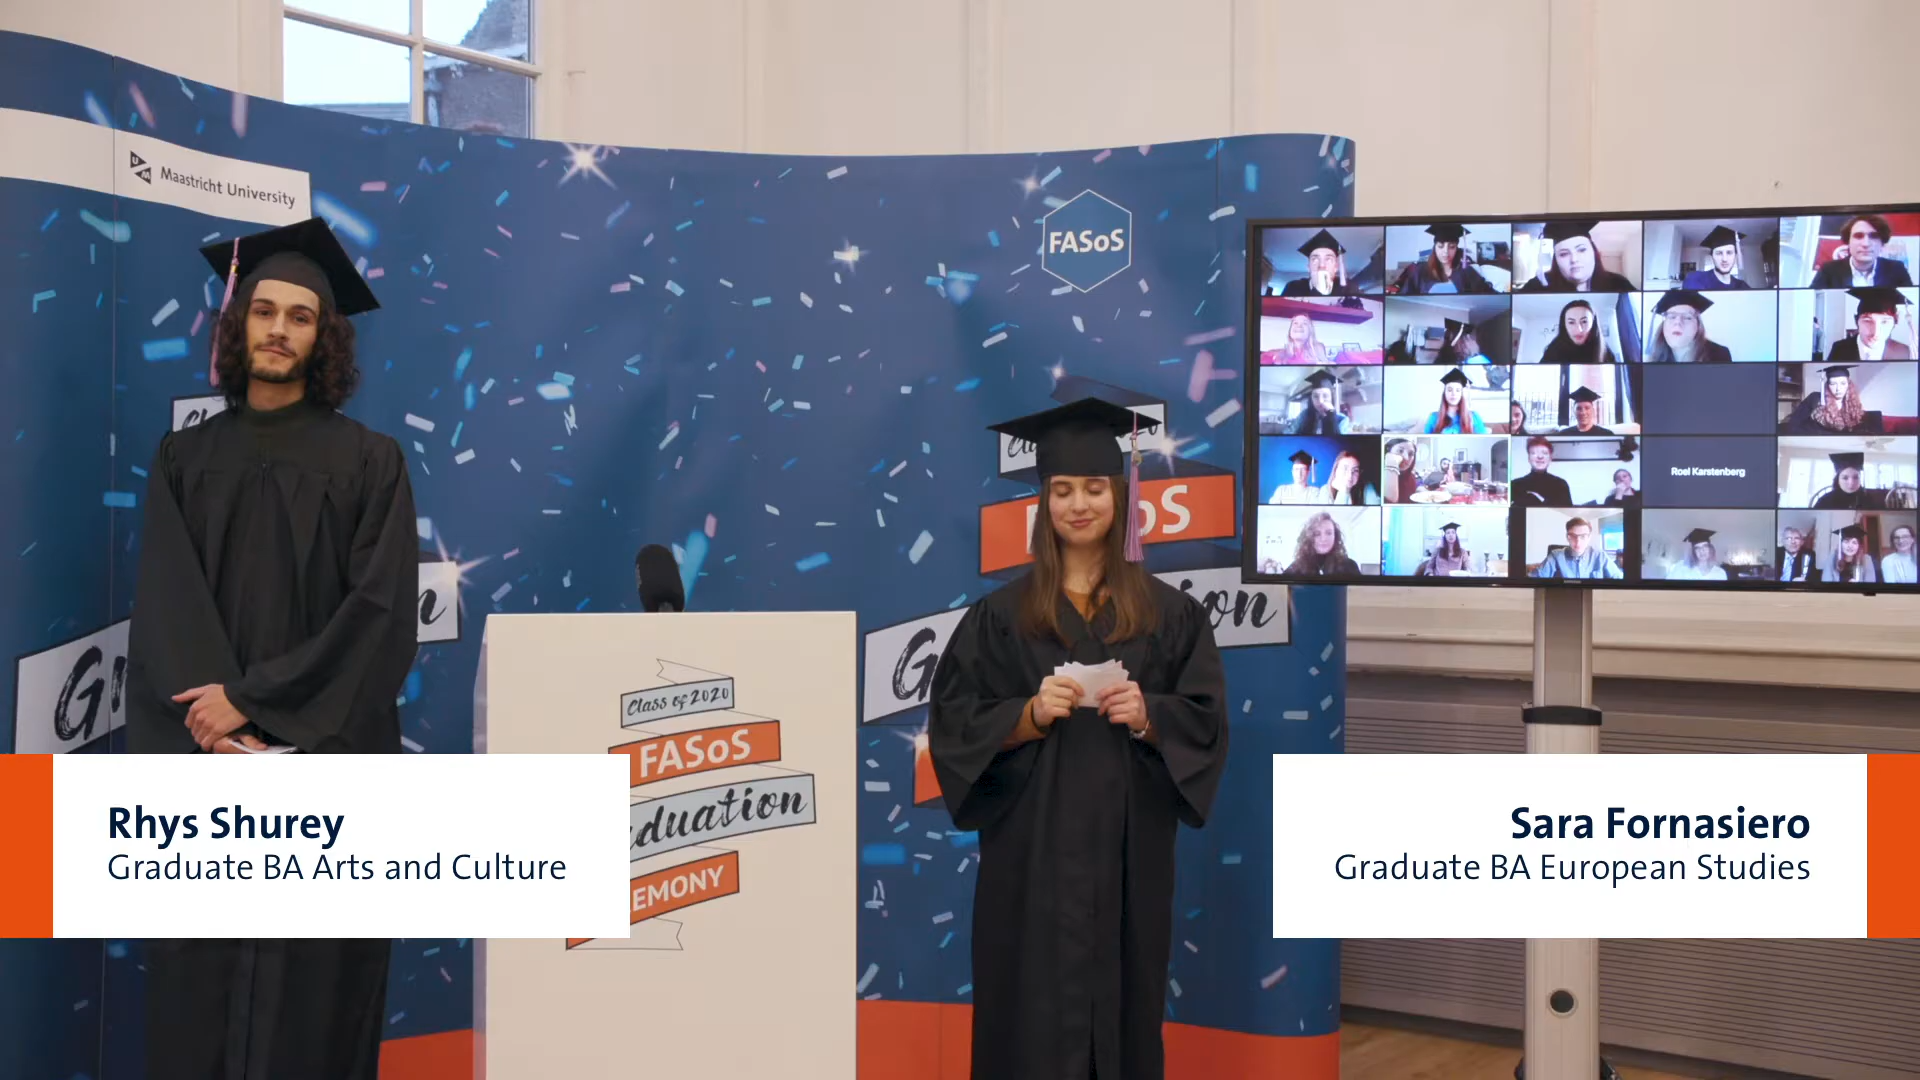 Maastricht University
FASoS
Roel Karstenberg
Class of 2020
FASoS
duation
EMONY
Rhys Shurey
Graduate BA Arts and Culture
Sara Fornasiero
Graduate BA European Studies